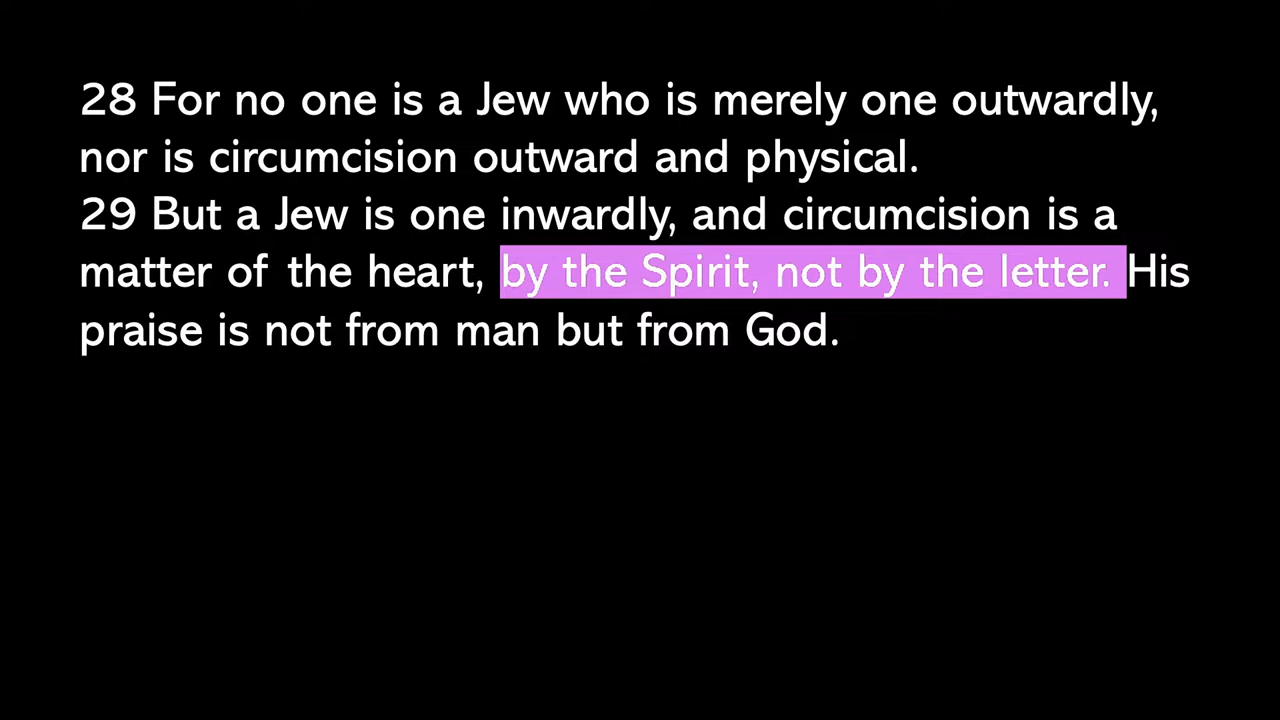 28 For no one is a Jew who is merely one outwardly,
nor is circumcision outward and physical.
29 But a Jew is one inwardly, and circumcision is a
matter of the heart, by the Spirit, not by the letter. His
praise is not from man but from God.